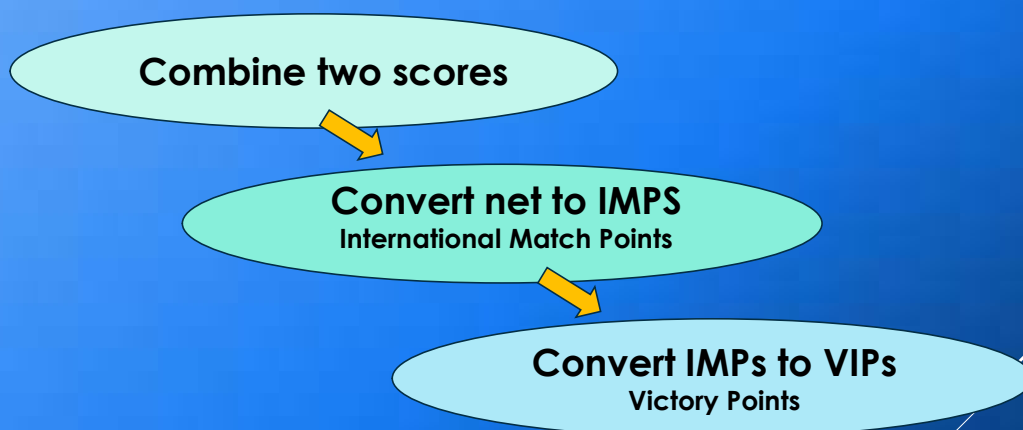 Combine two scores
Convert net to IMPS
International Match Points
Convert IMPs to VIPs
Victory Points